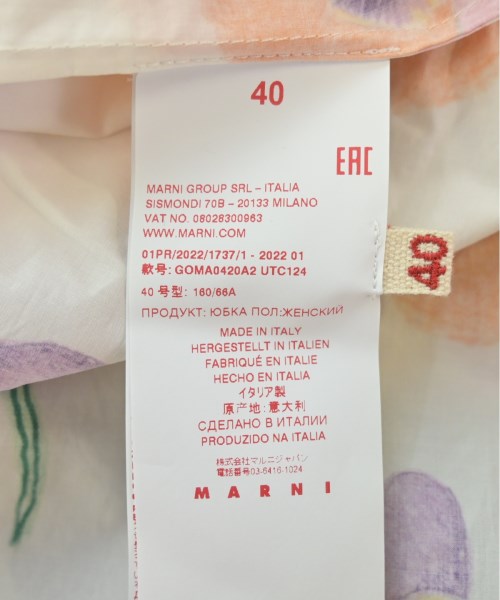 40
EAC
MARNI GROUP SRL – ITALIA
SISMONDI 70B – 20133 MILANO
VAT NO. 08028300963
WWW.MARNI.COM
01PR/2022/1737/1 - 2022 01
款号: GOMA0420A2 UTC124
40 号型: 160/66A
ПРОДУКТ: ЮБКА ПОЛ:ЖЕНСКИЙ
MADE IN ITALY
HERGESTELLT IN ITALIEN
FABRIQUÉ EN ITALIE
HECHO EN ITALIA
イタリア製
原产地: 意大利
СДЕЛАНО В ИТАЛИИ
PRODUZIDO NA ITALIA
株式会社マルニジャパン
電話番号03-6416-1024
MARNI
40